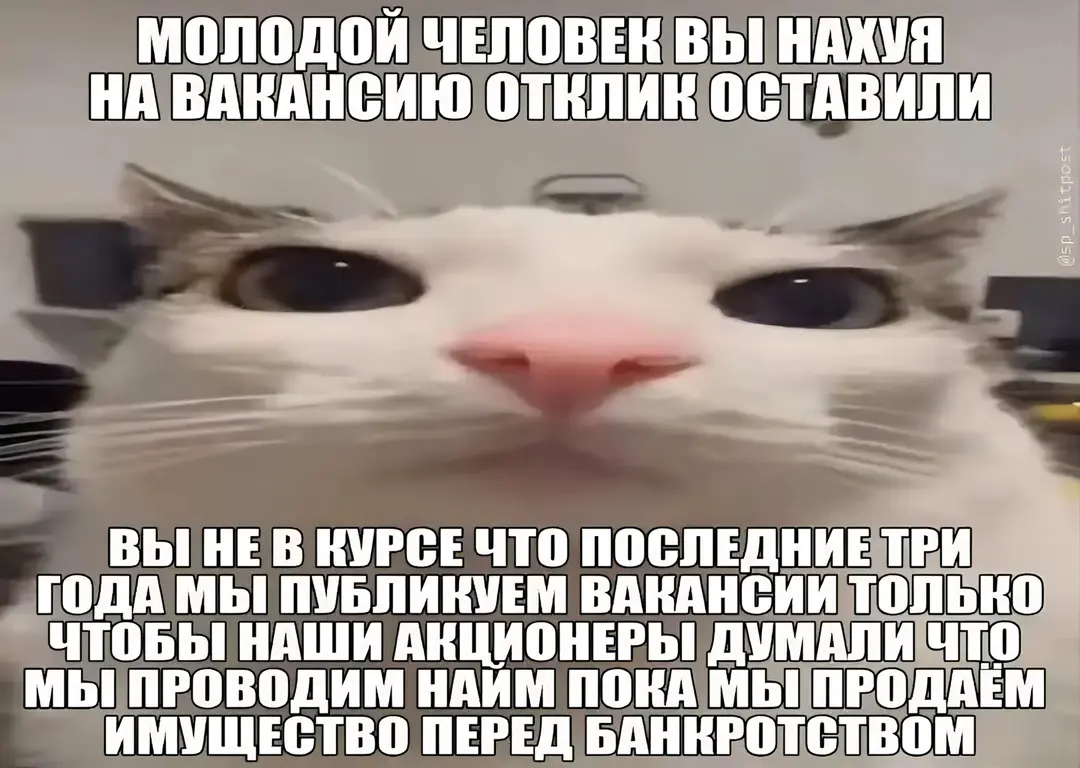 МОЛОДОЙ ЧЕЛОВЕК ВЫ НАХУЯ
НА ВАКАНСИЮ ОТКЛИК ОСТАВИЛИ
@sp_shitpost
ВЫ НЕ В КУРСЕ ЧТО ПОСЛЕДНИЕ ТРИ
ГОДА МЫ ПУБЛИКУЕМ ВАКАНСИИ ТОЛЬКО
ЧТОБЫ НАШИ АКЦИОНЕРЫ ДУМАЛИ ЧТО
МЫ ПРОВОДИМ НАЙМ ПОКА МЫ ПРОДАЁМ
ИМУЩЕСТВО ПЕРЕД БАНКРОТСТВОМ